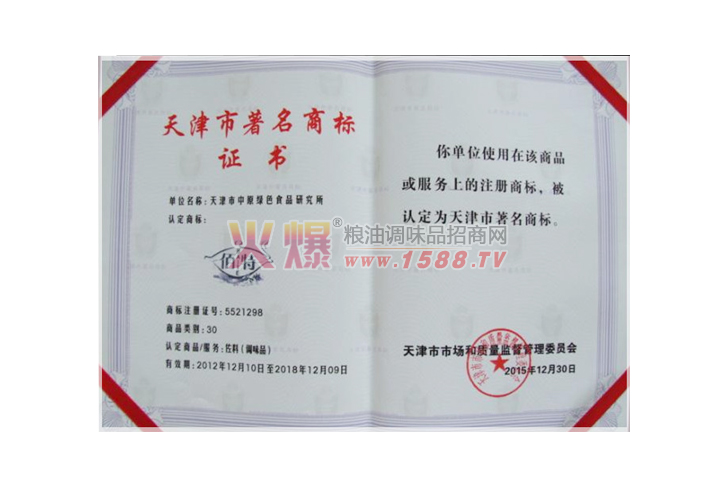 天津市著名商标
证书
单位名称：天津市中原绿色食品研究所
认定商标：
佰特
商标注册证号：5521298
商品类别：30
认定商品/服务：佐料（调味品）
有效期：2012年12月10日至2018年12月09日
你单位使用在该商品
或服务上的注册商标，被
认定为天津市著名商标。
天津市市场和质量监督管理委员会
2015年12月30日
火爆®
粮油调味品招商网
www.1588.TV